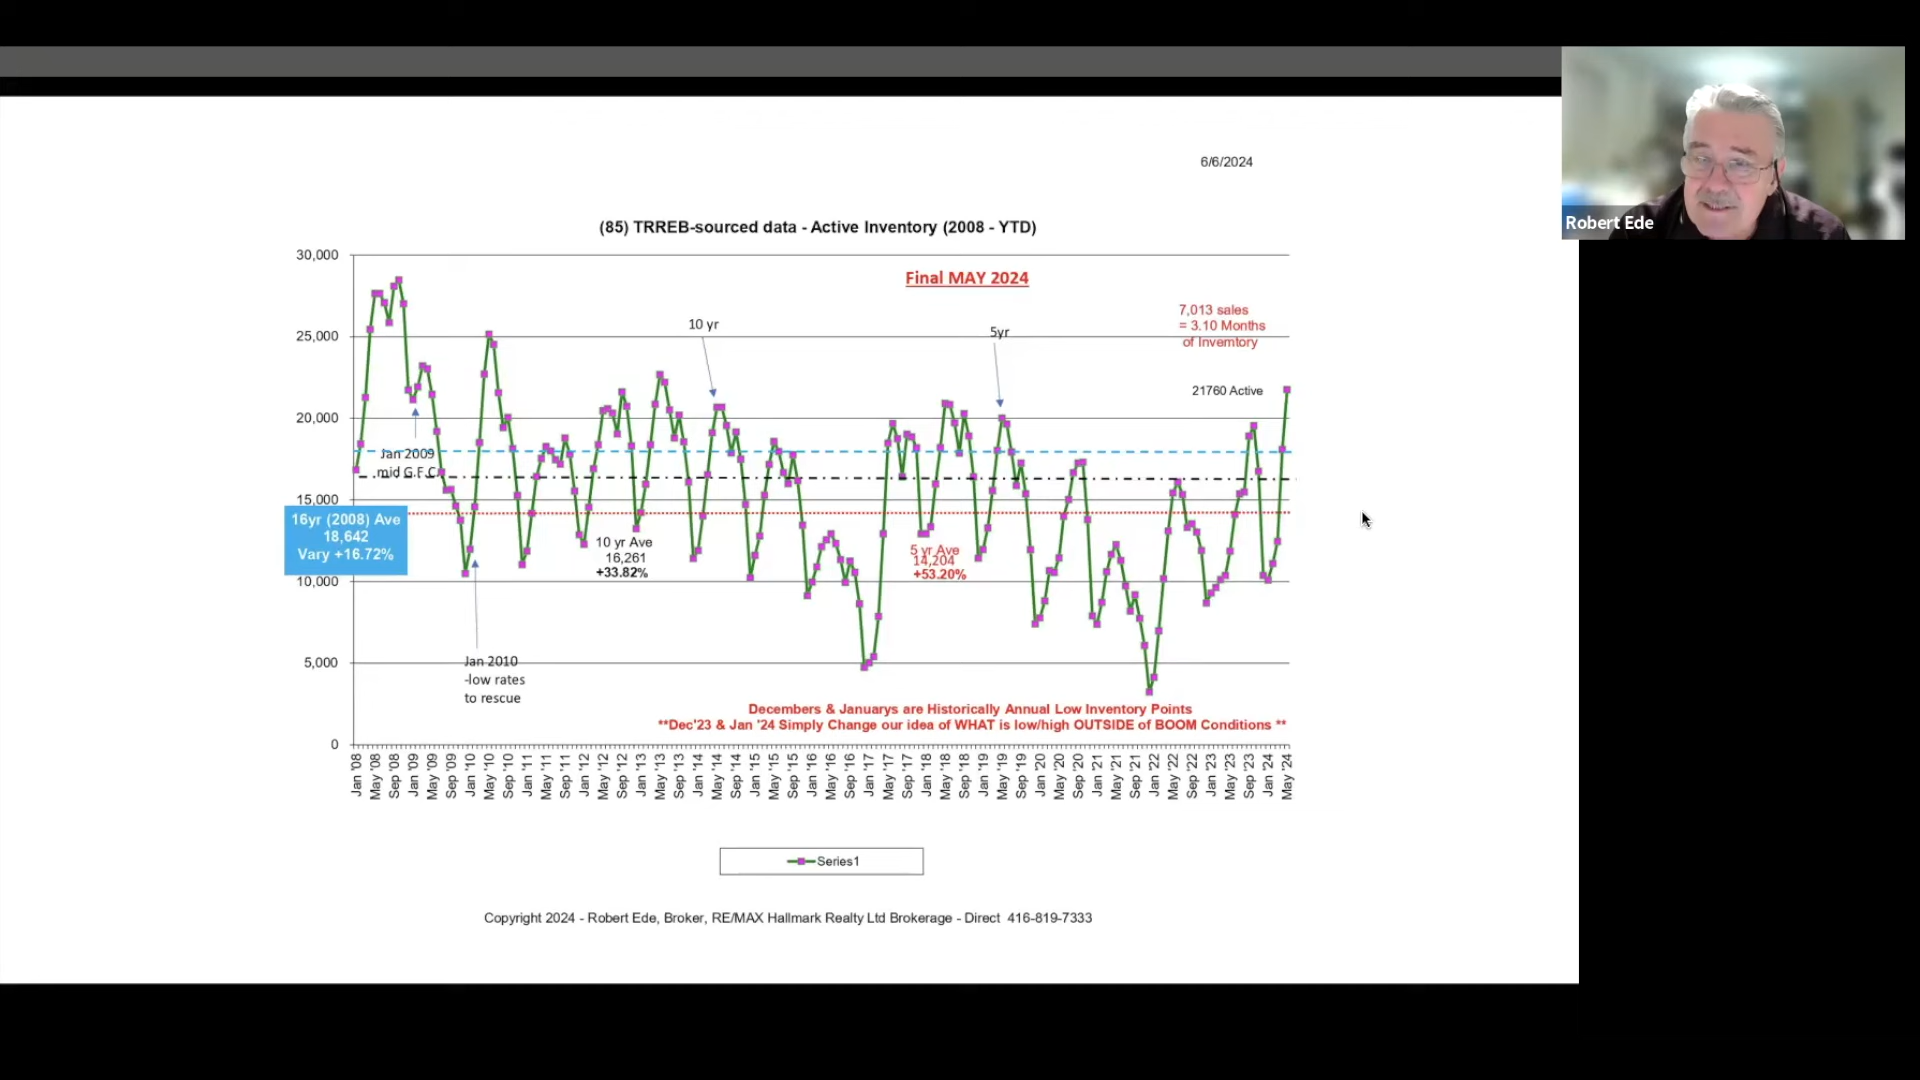 Robert Ede
6/6/2024
(85) TRREB-sourced data - Active Inventory (2008 - YTD)
Final MAY 2024
7,013 sales
= 3.10 Months
of Invemtory
21760 Active
10 yr
5yr
30,000
25,000
20,000
15,000
10,000
5,000
0
Jan 2009
mid G.F.C.
16yr (2008) Ave
18,642
Vary +16.72%
10 yr Ave
16,261
+33.82%
5 yr Ave
14,204
+53.20%
Jan 2010
-low rates
to rescue
Decembers & Januarys are Historically Annual Low Inventory Points
**Dec'23 & Jan '24 Simply Change our idea of WHAT is low/high OUTSIDE of BOOM Conditions **
Jan '08
May '08
Sep '08
Jan '09
May '09
Sep '09
Jan '10
May '10
Sep '10
Jan '11
May '11
Sep '11
Jan '12
May '12
Sep '12
Jan '13
May '13
Sep '13
Jan '14
May '14
Sep '14
Jan '15
May '15
Sep '15
Jan '16
May '16
Sep '16
Jan '17
May '17
Sep '17
Jan '18
May '18
Sep '18
Jan '19
May '19
Sep '19
Jan '20
May '20
Sep '20
Jan '21
May '21
Sep '21
Jan '22
May '22
Sep '22
Jan '23
May '23
Sep '23
Jan '24
May '24
Series1
Copyright 2024 - Robert Ede, Broker, RE/MAX Hallmark Realty Ltd Brokerage - Direct 416-819-7333